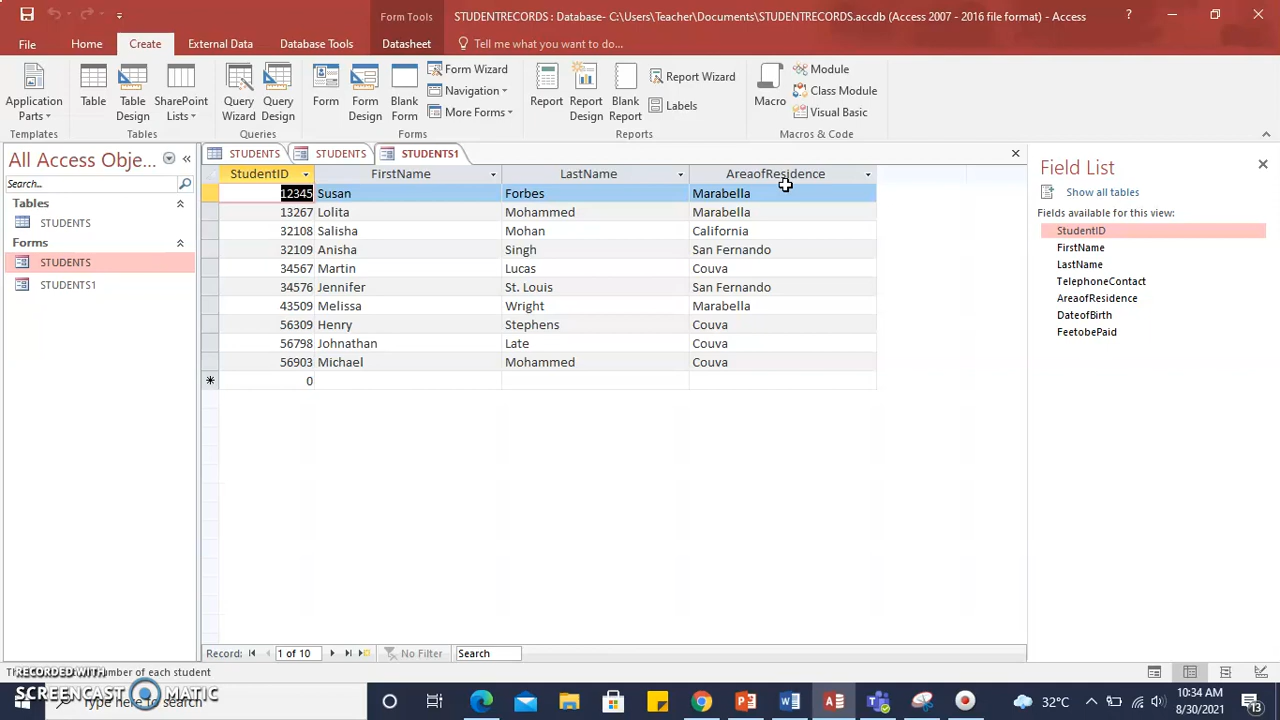 Form Tools
STUDENTRECORDS : Database- C:\Users\Teacher\Documents\STUDENTRECORDS.accdb (Access 2007 - 2016 file format) - Access
?
File Home Create External Data Database Tools Datasheet Tell me what you want to do...
Application Parts
Table
Table Design
SharePoint Lists
Query Wizard
Query Design
Form
Form Design
Blank Form
Form Wizard
Navigation
More Forms
Report
Report Design
Blank Report
Report Wizard
Labels
Macro
Module
Class Module
Visual Basic
Templates Tables Queries Forms Reports Macros & Code
All Access Obje...
Search...
Tables
STUDENTS
Forms
STUDENTS
STUDENTS1
STUDENTS STUDENTS STUDENTS1
StudentID FirstName LastName AreaofResidence
12345 Susan Forbes Marabella
13267 Lolita Mohammed Marabella
32108 Salisha Mohan California
32109 Anisha Singh San Fernando
34567 Martin Lucas Couva
34576 Jennifer St. Louis San Fernando
43509 Melissa Wright Marabella
56309 Henry Stephens Couva
56798 Johnathan Late Couva
56903 Michael Mohammed Couva
* 0
Record: 1 of 10 No Filter Search
Field List
Show all tables
Fields available for this view:
StudentID
FirstName
LastName
TelephoneContact
AreaofResidence
DateofBirth
FeetobePaid
number of each student
RECORDED WITH
SCREENCAST MATIC
Type here to search
32°C
10:34 AM
8/30/2021
13